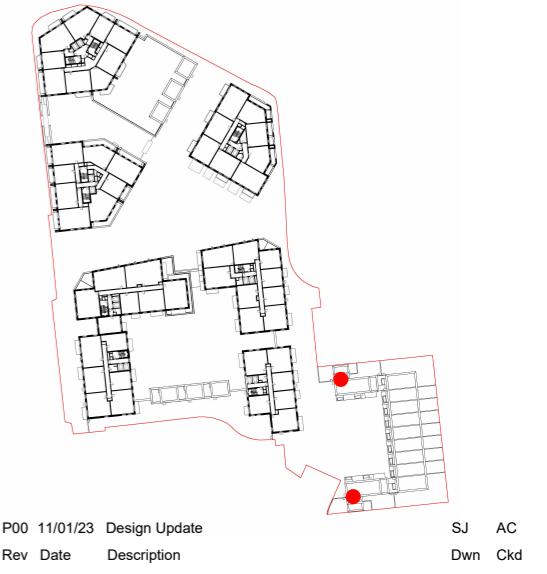 P00 11/01/23 Design Update SJ AC
Rev Date Description Dwn Ckd